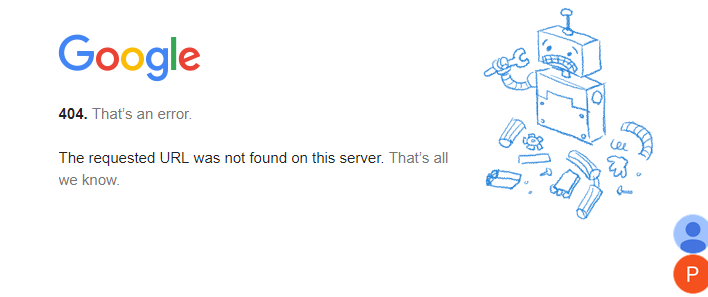 Google
404. That's an error.
The requested URL was not found on this server. That's all
we know.
P